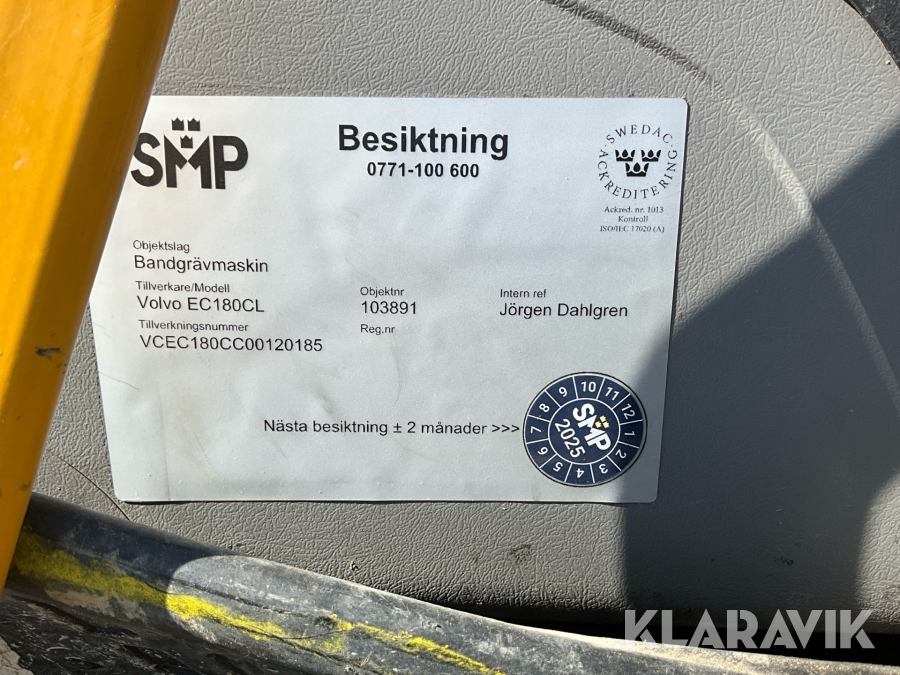 SMP
Besiktning
0771-100 600
SWEDAC
ACKREDITERING
Ackred. nr. 1013
Kontroll
ISO/IEC 17020 (A)
Objektslag
Bandgrävmaskin
Tillverkare/Modell
Volvo EC180CL
Objektnr
103891
Intern ref
Jörgen Dahlgren
Tillverkningsnummer
VCEC180CC00120185
Reg.nr
Nästa besiktning ± 2 månader >>>
1 2 3 4 5 6 7 8 9 10 11 12
SMP
2025
KLARAVIK